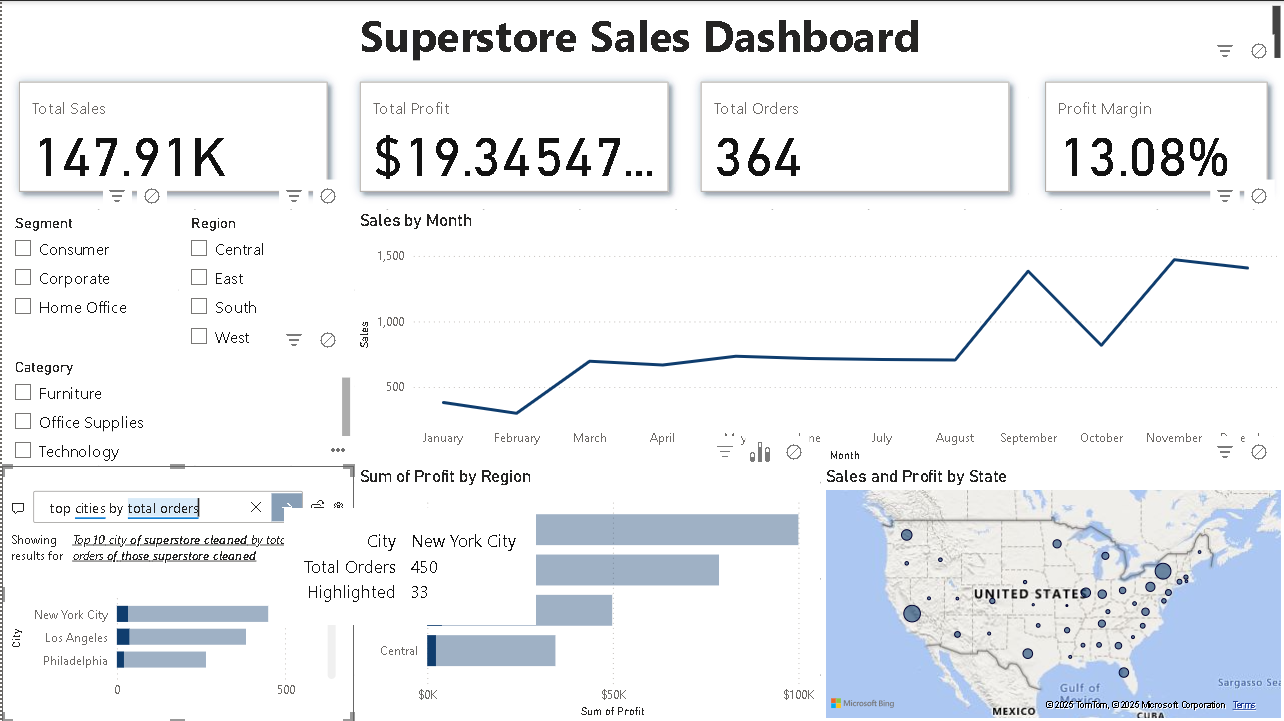 Superstore Sales Dashboard
Total Sales
147.91K
Total Profit
$19.34547...
Total Orders
364
Profit Margin
13.08%
Segment
Consumer
Corporate
Home Office
Region
Central
East
South
West
Category
Furniture
Office Supplies
Technology
Sales by Month
1,500
1,000
500
Sales
January February March April May July August September October November
Month
top cities by total orders
Showing results for
Top 10 city of superstore cleaned by
orders of those superstore cleaned
City
New York City
Los Angeles
Philadelphia
0 500
City New York City
Total Orders 450
Highlighted 33
Sum of Profit by Region
Central
$0K $50K $100K
Sum of Profit
Sales and Profit by State
UNITED STATES
Gulf of
Mexico
MEXICO
CUBA
Sargasso Sea
Microsoft Bing
© 2025 TomTom, © 2025 Microsoft Corporation Terms